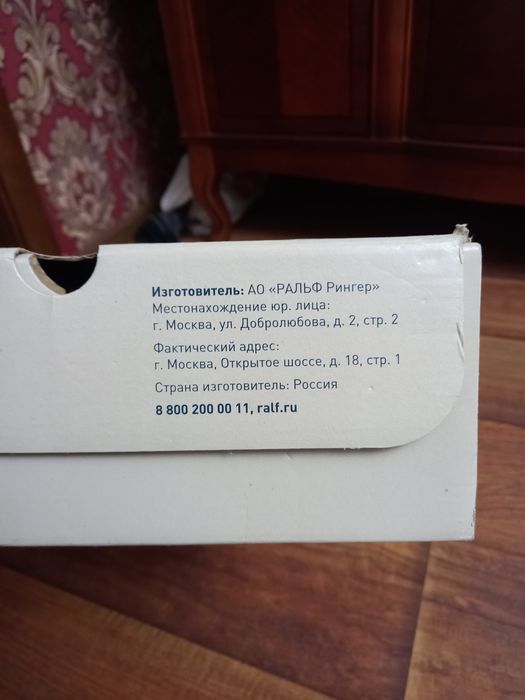 Изготовитель: АО «РАЛЬФ Рингер»
Местонахождение юр. лица:
г. Москва, ул. Добролюбова, д. 2, стр. 2
Фактический адрес:
г. Москва, Открытое шоссе, д. 18, стр. 1
Страна изготовитель: Россия
8 800 200 00 11, ralf.ru